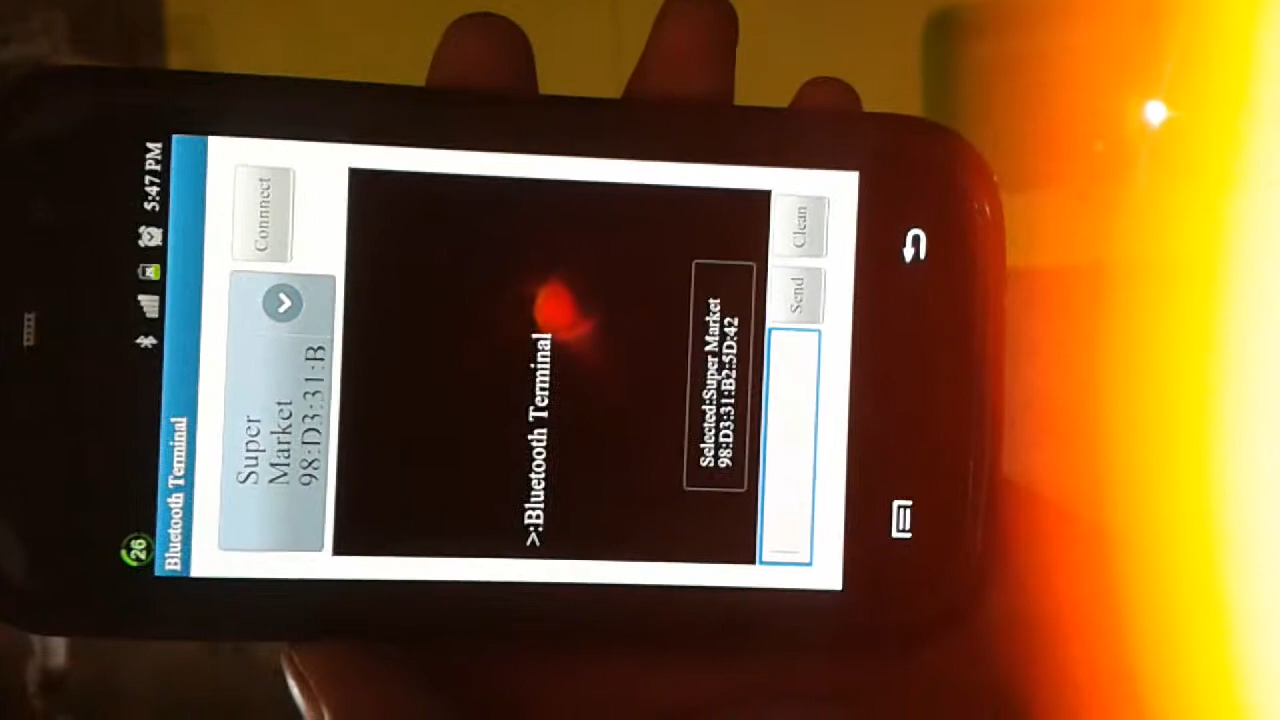 26
5:47 PM
Bluetooth Terminal
Super
Market
98:D3:31:B
Connect
>:Bluetooth Terminal
Selected:Super Market
98:D3:31:B2:5D:42
Send
Clean